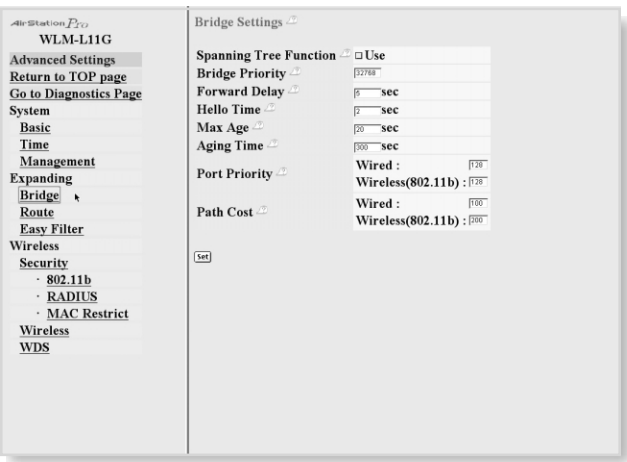 AirStation Pro
WLM-L11G
Advanced Settings
Return to TOP page
Go to Diagnostics Page
System
Basic
Time
Management
Expanding
Bridge
Route
Easy Filter
Wireless
Security
· 802.11b
· RADIUS
· MAC Restrict
Wireless
WDS
Bridge Settings
Spanning Tree Function Use
Bridge Priority 32768
Forward Delay 5 sec
Hello Time 2 sec
Max Age 20 sec
Aging Time 300 sec
Port Priority
Wired : 128
Wireless(802.11b) : 128
Path Cost
Wired : 100
Wireless(802.11b) : 200
Set